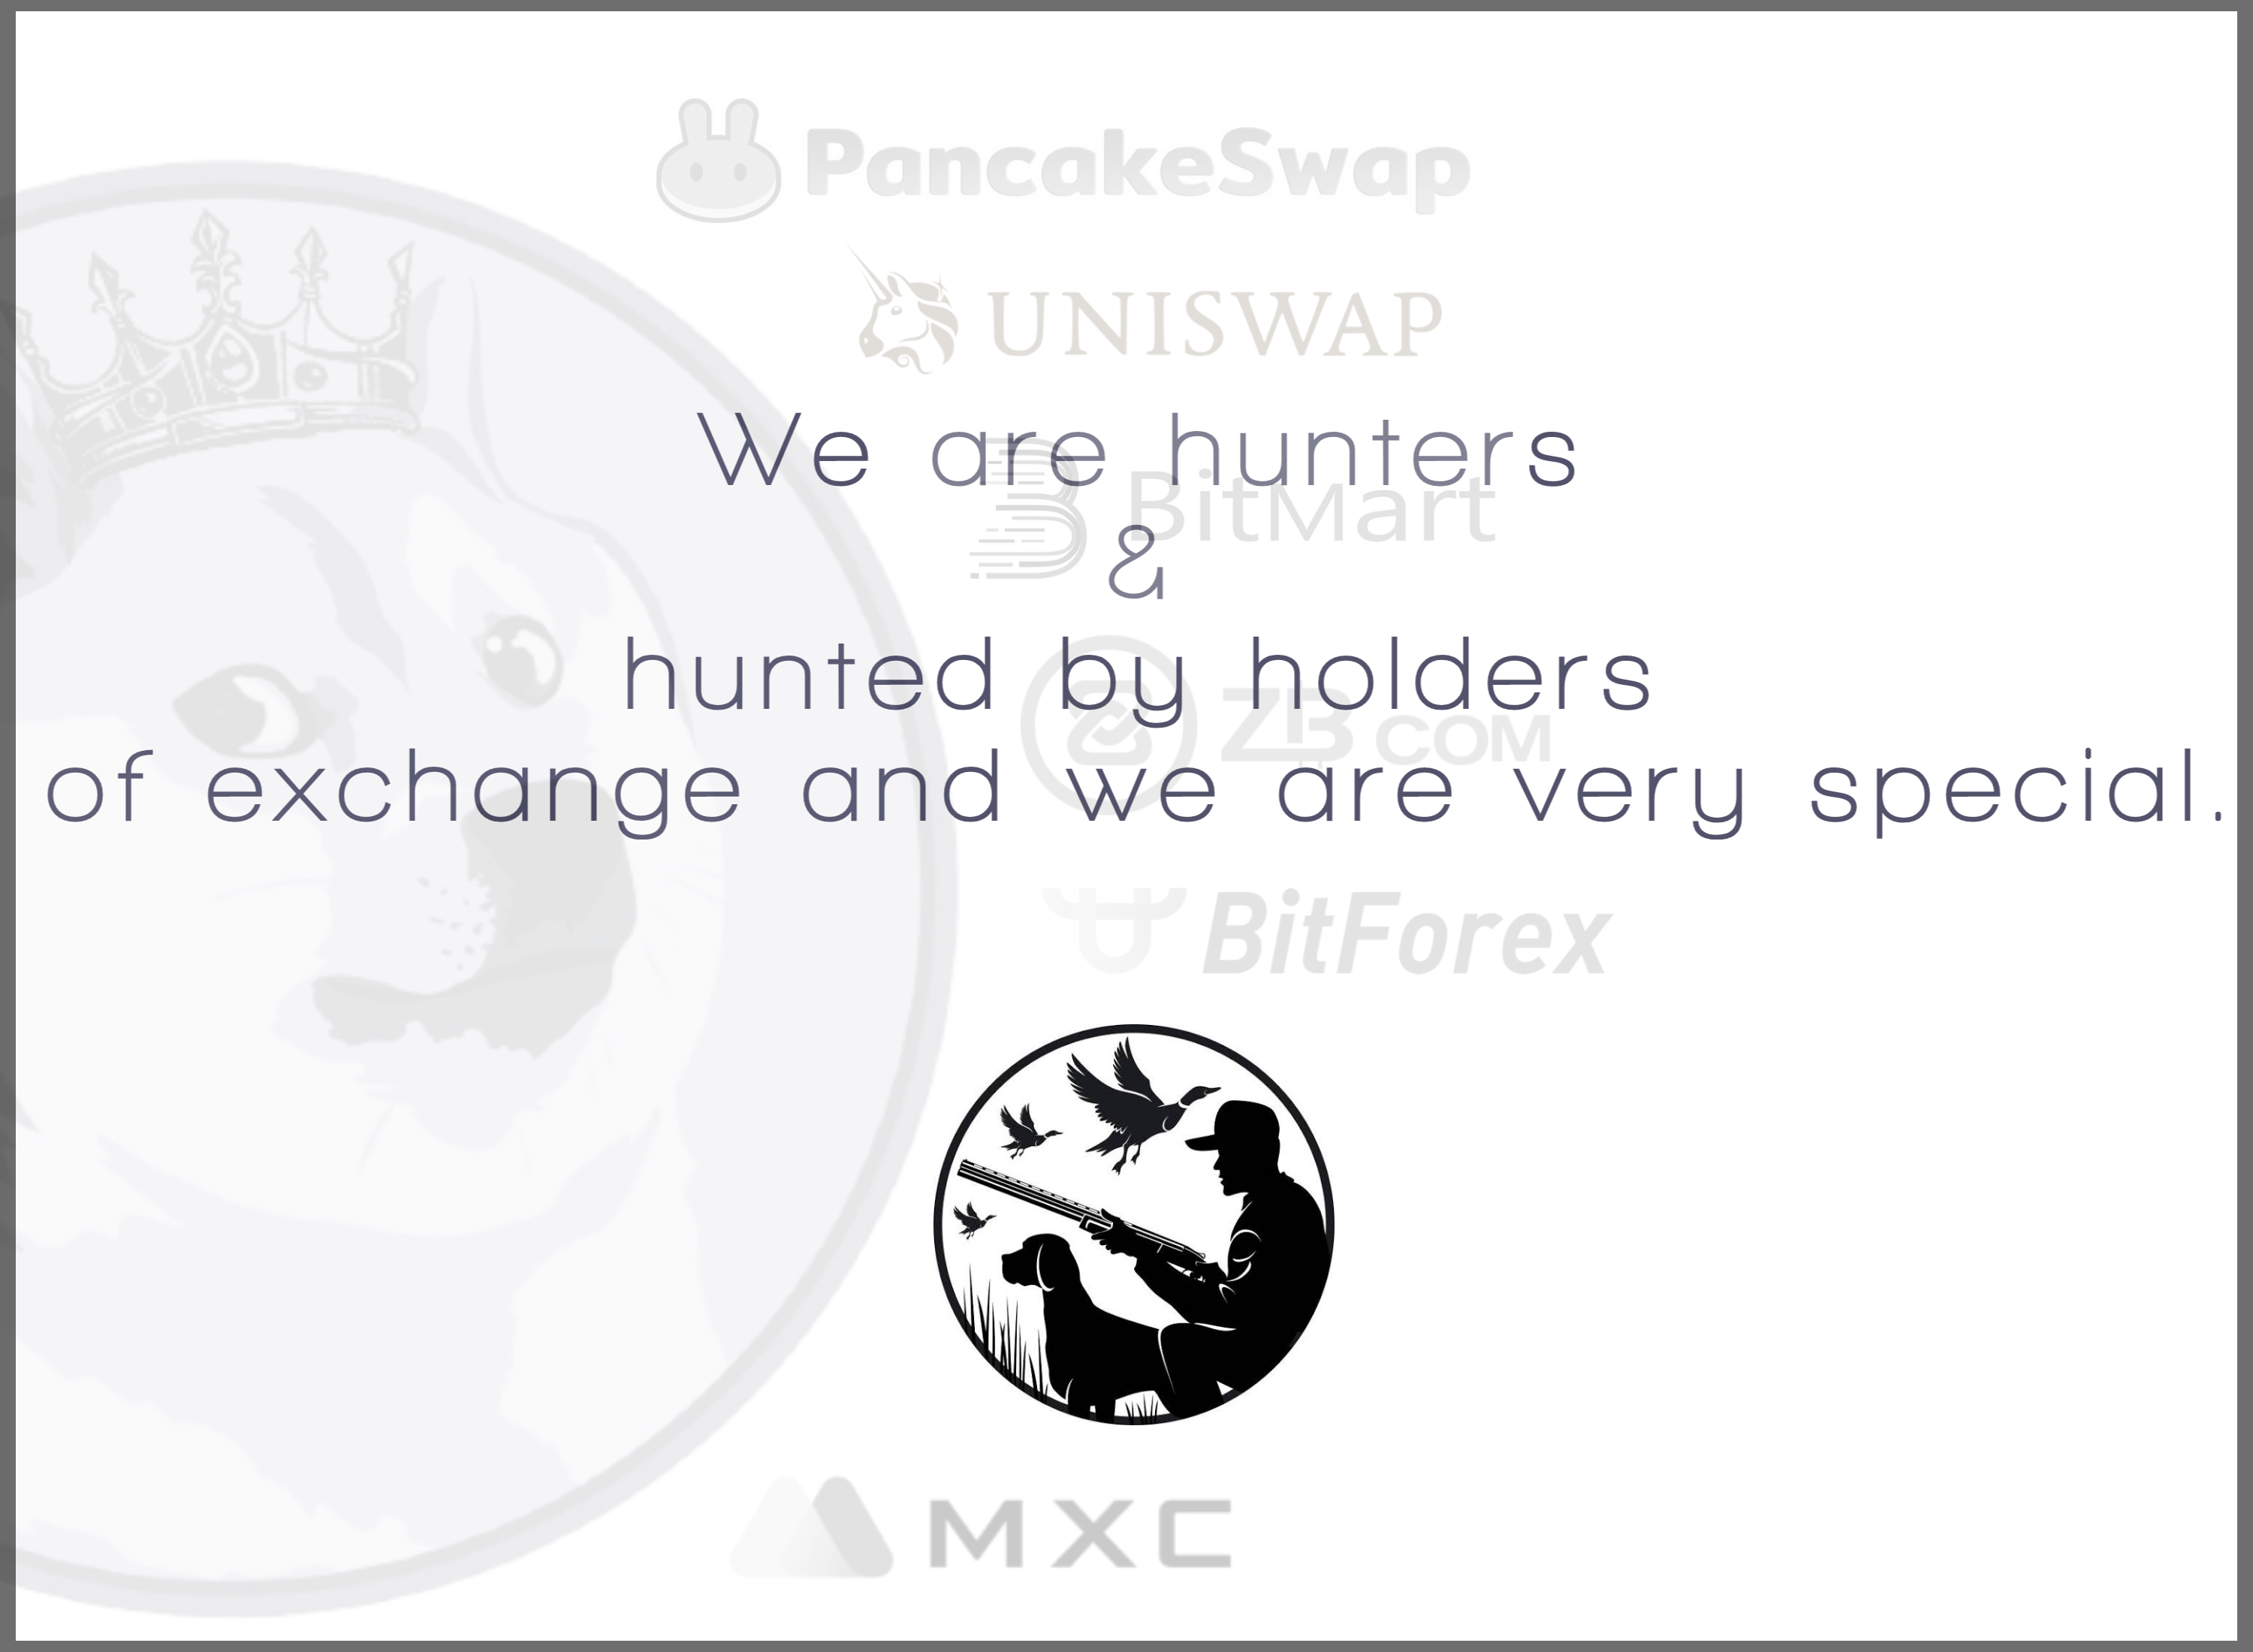 PancakeSwap
UNISWAP
We are hunters
BitMart
&
hunted by holders
ZB COM
of exchange and we are very special.
BitForex
MXC